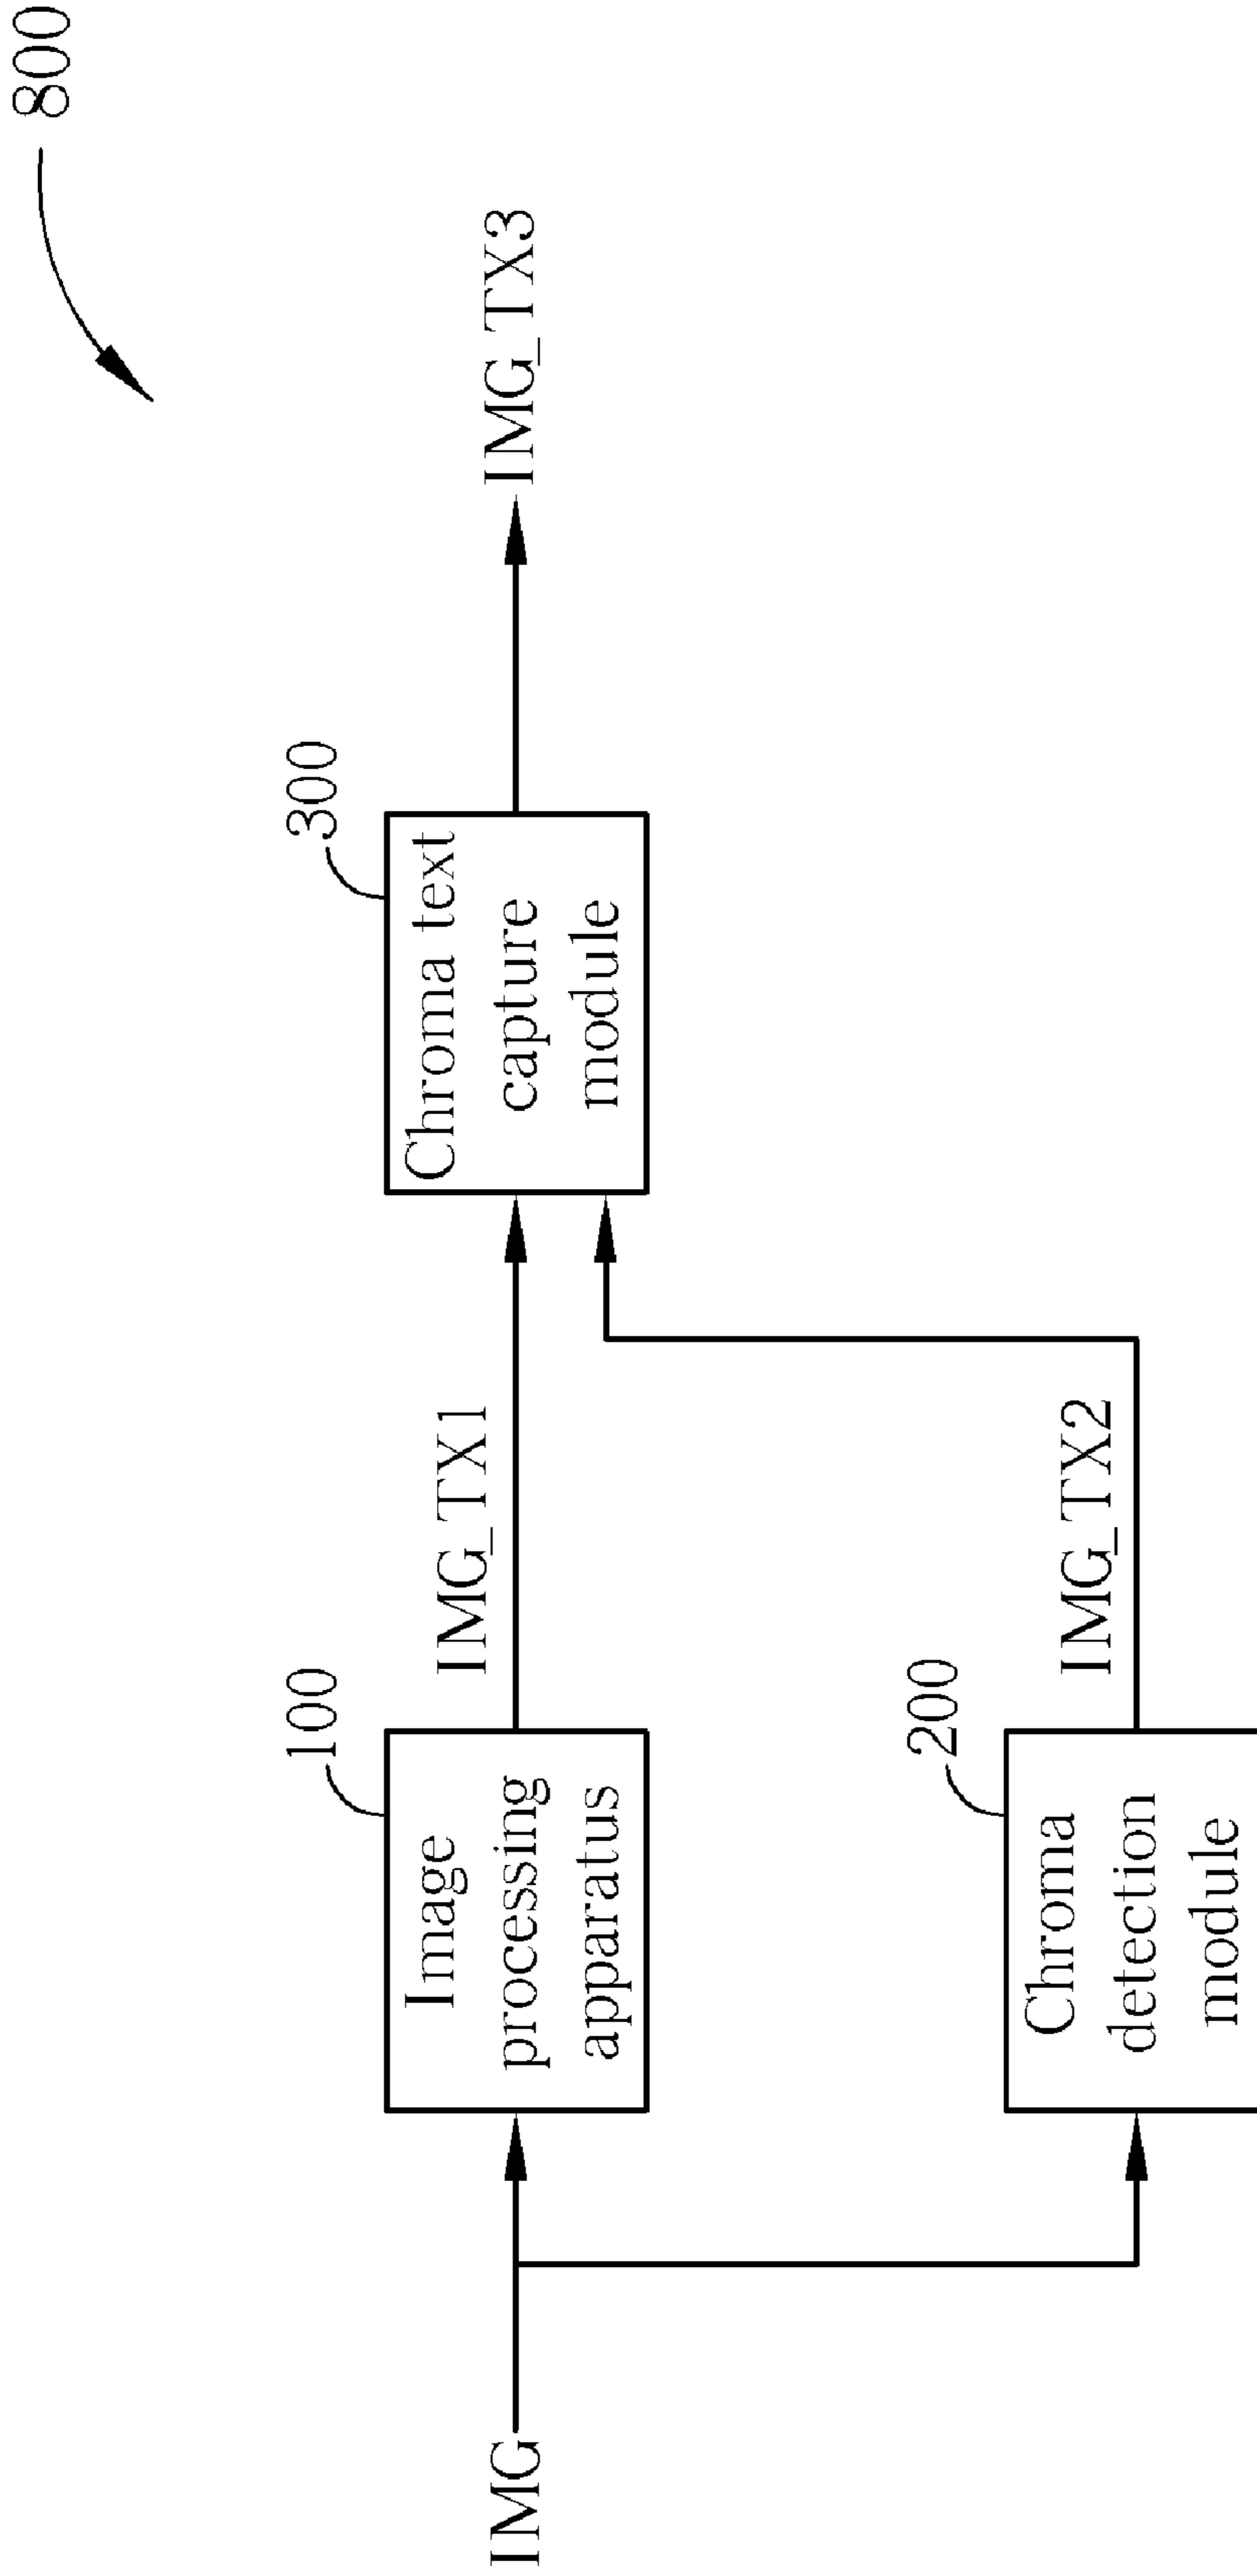 800
IMG
100
Image
processing
apparatus
IMG_TX1
300
Chroma text
capture
module
IMG_TX3
200
Chroma
detection
module
IMG_TX2